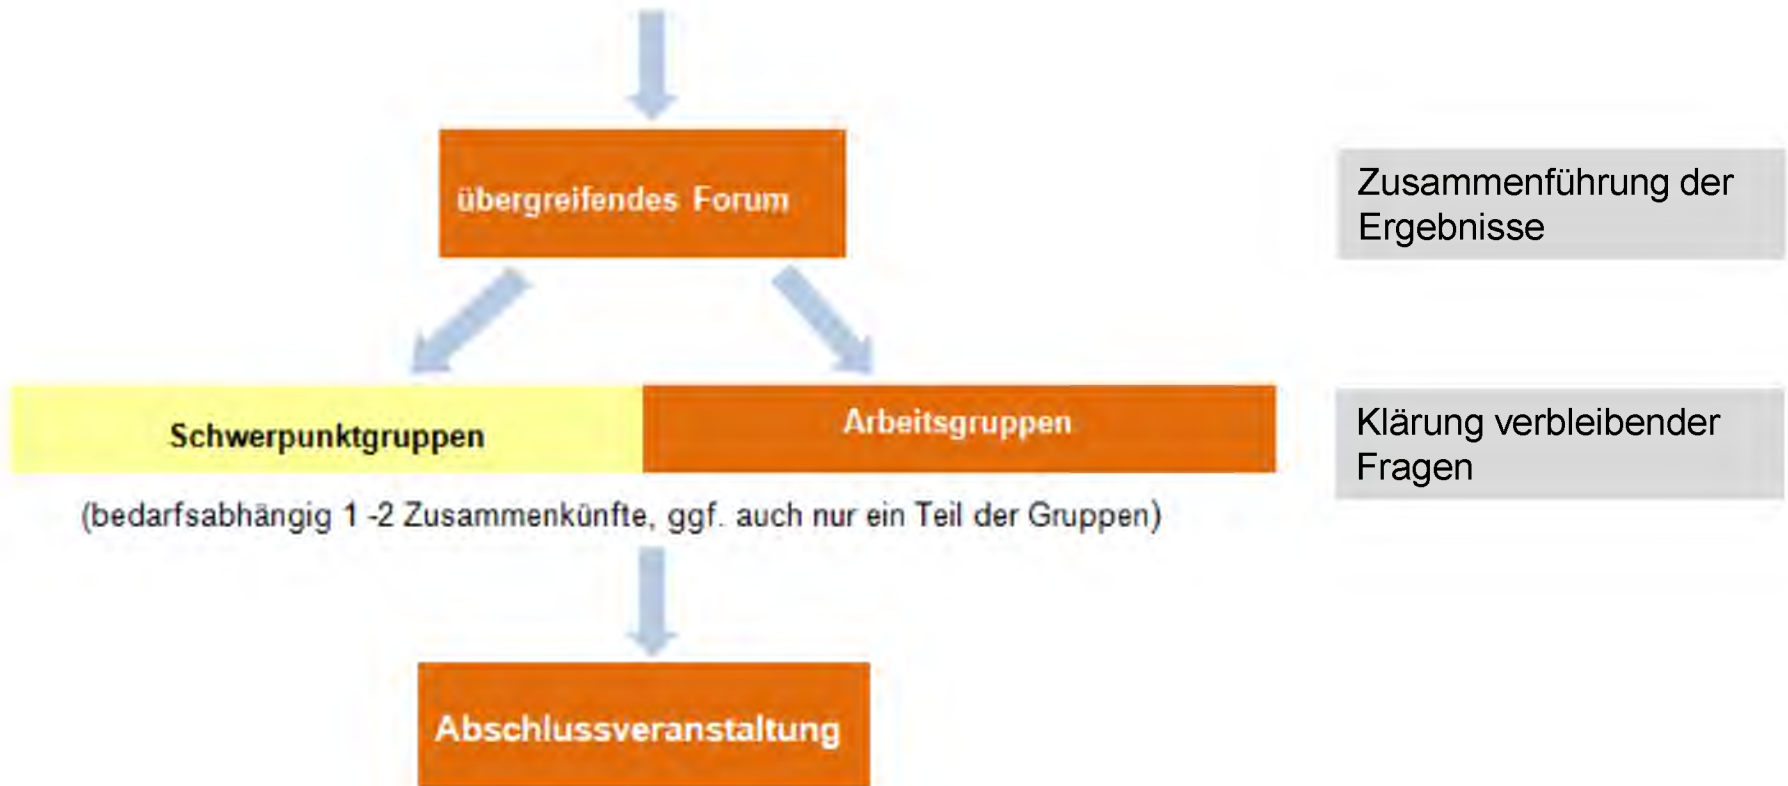 übergreifendes Forum
Zusammenführung der
Ergebnisse
Schwerpunktgruppen
Arbeitsgruppen
Klärung verbleibender
Fragen
(bedarfsabhängig 1 -2 Zusammenkünfte, ggf. auch nur ein Teil der Gruppen)
Abschlussveranstaltung